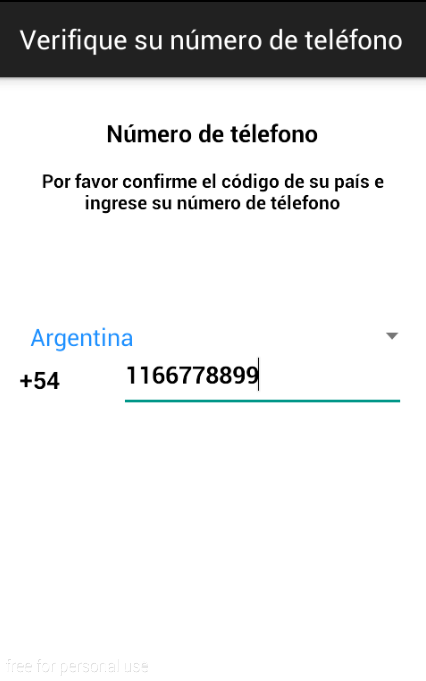 Verifique su número de teléfono
Número de télefono
Por favor confirme el código de su país e
ingrese su número de télefono
Argentina
+54
1166778899
free for personal use